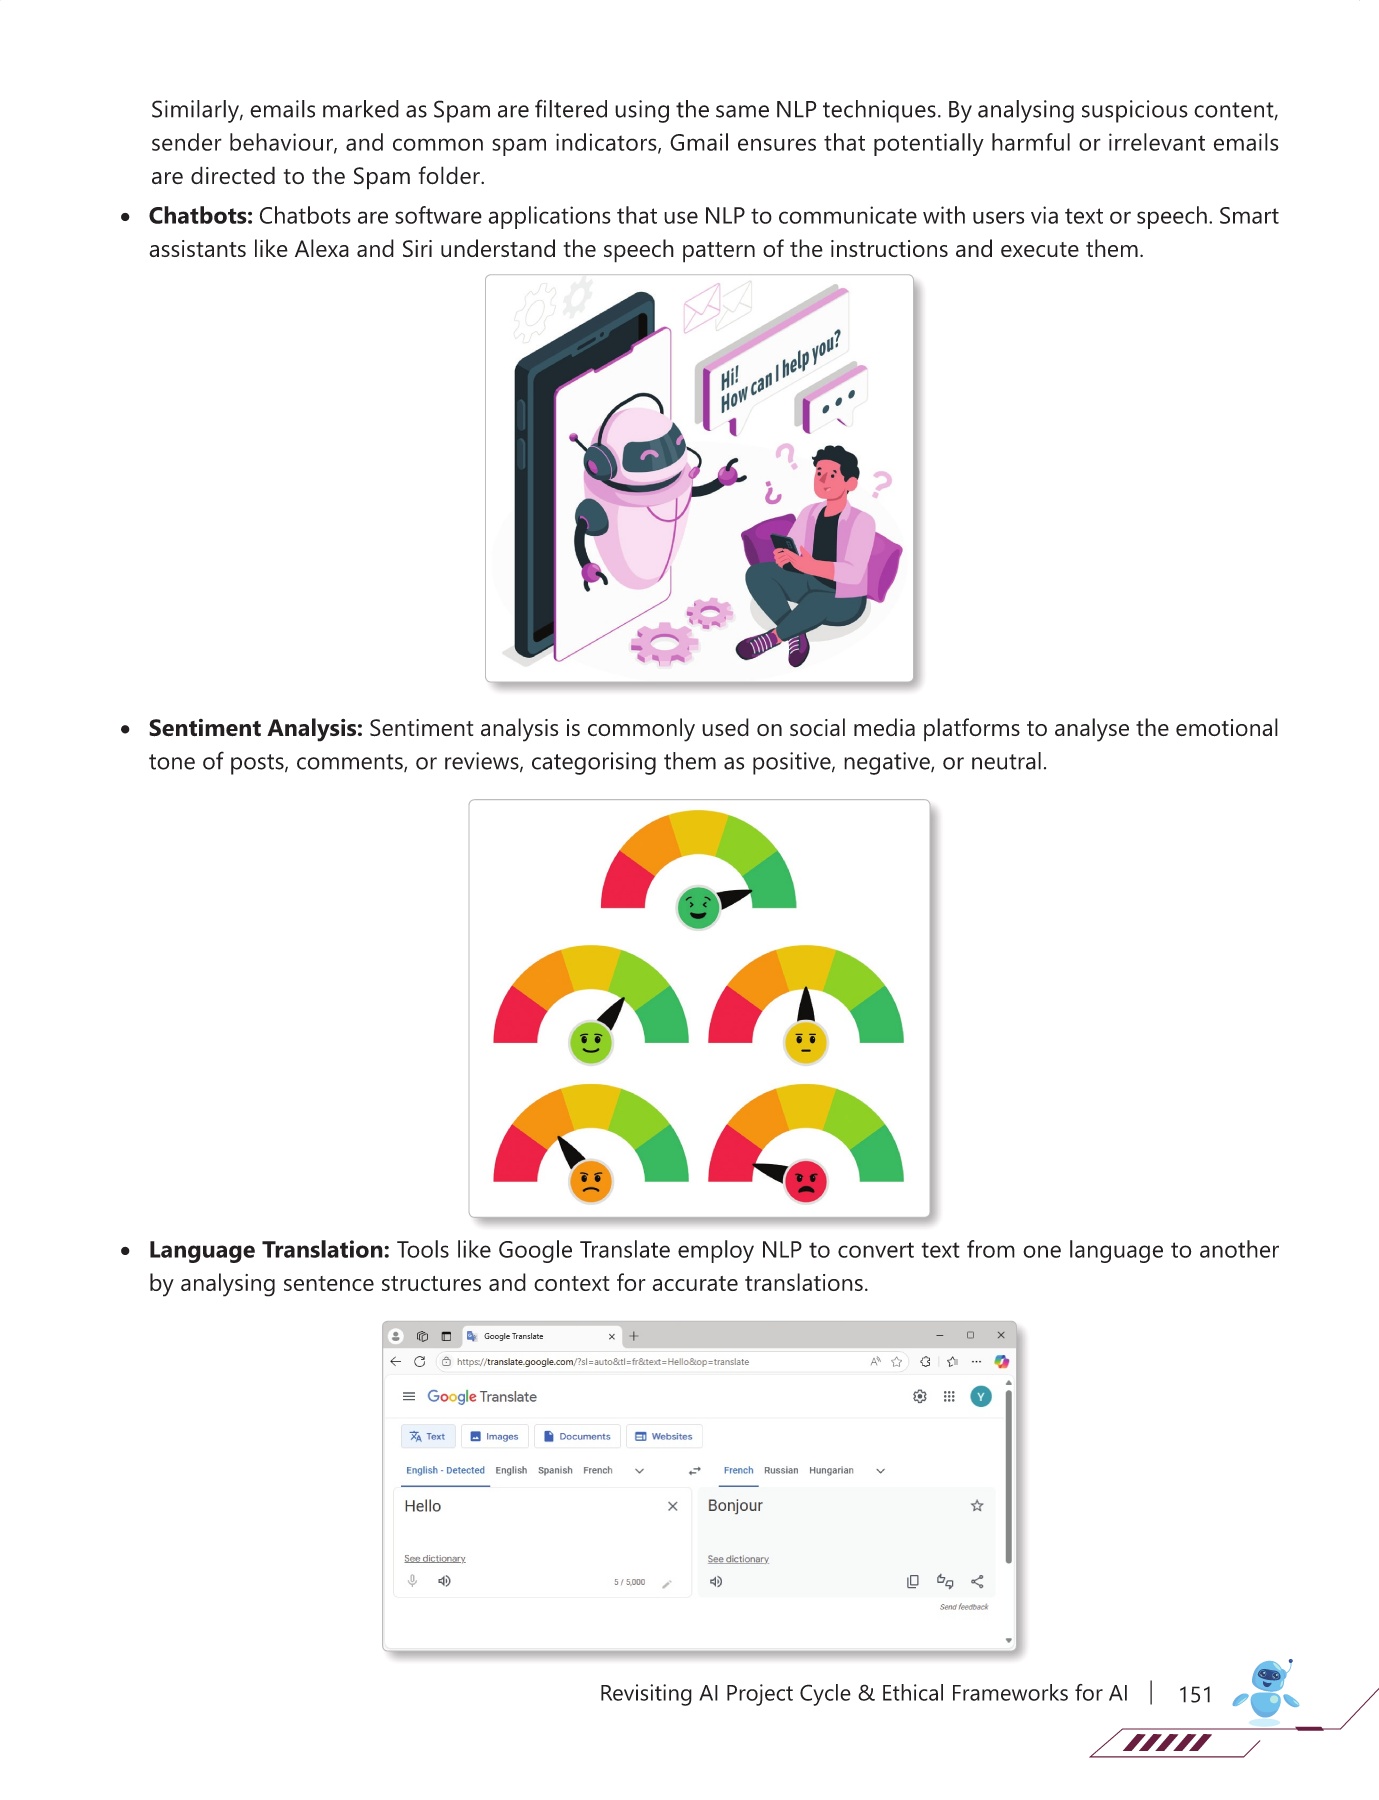 Similarly, emails marked as Spam are filtered using the same NLP techniques. By analysing suspicious content,
sender behaviour, and common spam indicators, Gmail ensures that potentially harmful or irrelevant emails
are directed to the Spam folder.
• Chatbots: Chatbots are software applications that use NLP to communicate with users via text or speech. Smart
assistants like Alexa and Siri understand the speech pattern of the instructions and execute them.
Hi!
How can I help you?
• Sentiment Analysis: Sentiment analysis is commonly used on social media platforms to analyse the emotional
tone of posts, comments, or reviews, categorising them as positive, negative, or neutral.
• Language Translation: Tools like Google Translate employ NLP to convert text from one language to another
by analysing sentence structures and context for accurate translations.
Google Translate
https://translate.google.com/?sl=auto&tl=fr&text=Hello&op=translate
Google Translate
Y
Text Images Documents Websites
English - Detected English Spanish French French Russian Hungarian
Hello Bonjour
See dictionary See dictionary
5 / 5,000
Send feedback
Revisiting AI Project Cycle & Ethical Frameworks for AI | 151